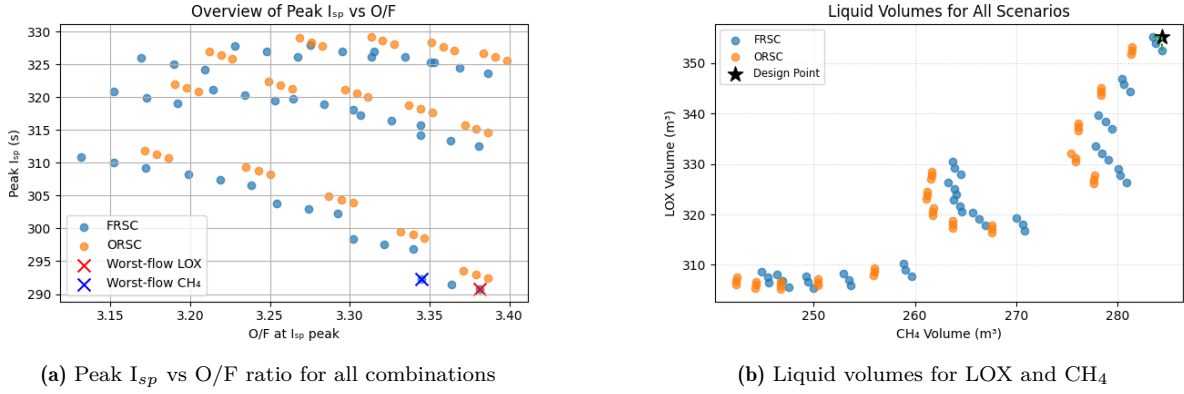 Overview of Peak Iₛₚ vs O/F
Peak Iₛₚ (s)
330
325
320
315
310
305
300
295
290
FRSC
ORSC
Worst-flow LOX
Worst-flow CH₄
3.15
3.20
3.25
3.30
3.35
3.40
O/F at Iₛₚ peak
(a) Peak Iₛₚ vs O/F ratio for all combinations
Liquid Volumes for All Scenarios
LOX Volume (m³)
350
340
330
320
310
FRSC
ORSC
Design Point
250
260
270
280
CH₄ Volume (m³)
(b) Liquid volumes for LOX and CH₄